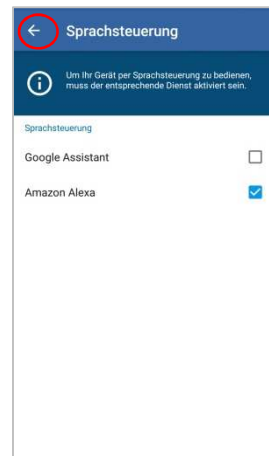 Sprachsteuerung
Um Ihr Gerät per Sprachsteuerung zu bedienen,
muss der entsprechende Dienst aktiviert sein.
Sprachsteuerung
Google Assistant
Amazon Alexa